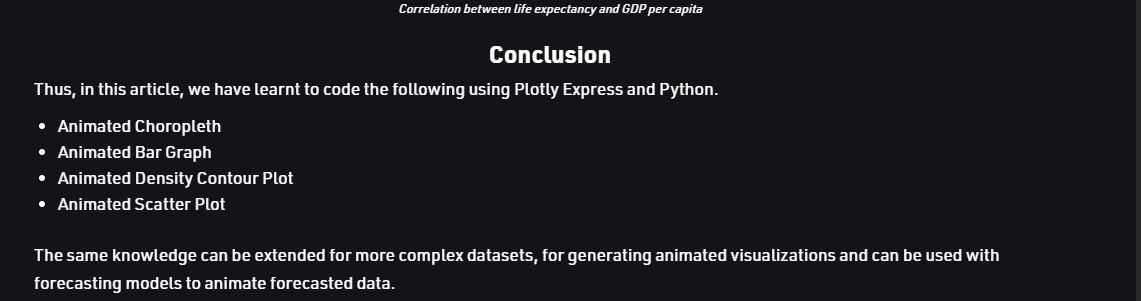 Correlation between life expectancy and GDP per capita
Conclusion
Thus, in this article, we have learnt to code the following using Plotly Express and Python.
• Animated Choropleth
• Animated Bar Graph
• Animated Density Contour Plot
• Animated Scatter Plot
The same knowledge can be extended for more complex datasets, for generating animated visualizations and can be used with
forecasting models to animate forecasted data.